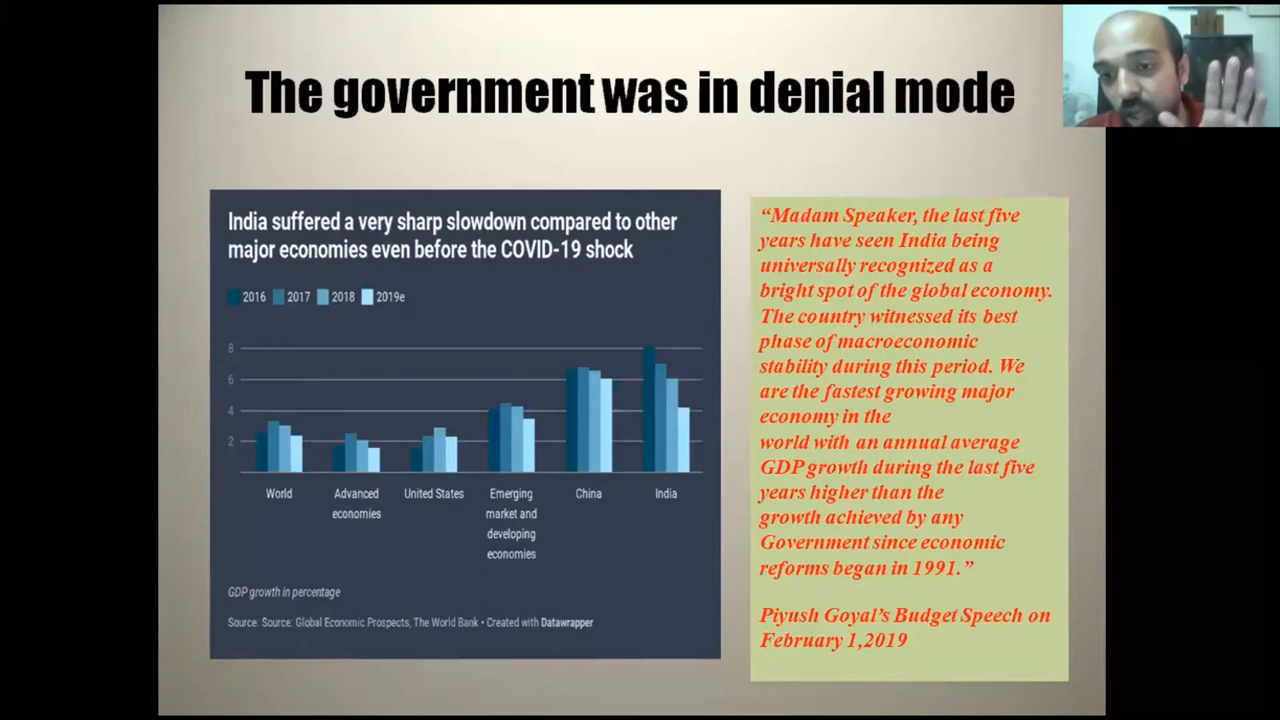 The government was in denial mode
India suffered a very sharp slowdown compared to other
major economies even before the COVID-19 shock
2016 2017 2018 2019e
8
6
4
2
World
Advanced
economies
United States
Emerging
market and
developing
economies
China
India
GDP growth in percentage
Source: Source: Global Economic Prospects, The World Bank • Created with Datawrapper
“Madam Speaker, the last five
years have seen India being
universally recognized as a
bright spot of the global economy.
The country witnessed its best
phase of macroeconomic
stability during this period. We
are the fastest growing major
economy in the
world with an annual average
GDP growth during the last five
years higher than the
growth achieved by any
Government since economic
reforms began in 1991.”
Piyush Goyal’s Budget Speech on
February 1,2019